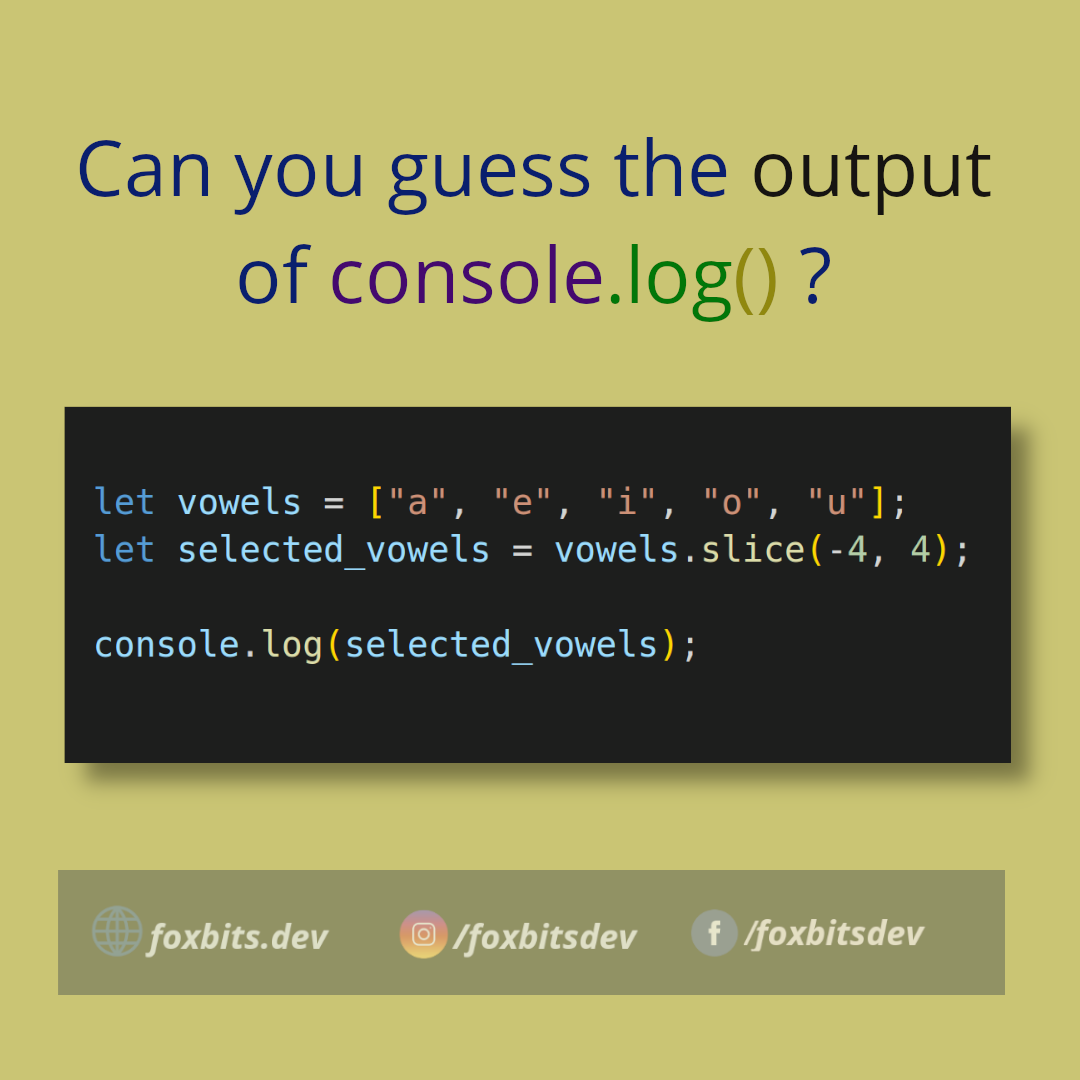 Can you guess the output
of console.log() ?
let vowels = ["a", "e", "i", "o", "u"];
let selected_vowels = vowels.slice(-4, 4);
console.log(selected_vowels);
foxbits.dev /foxbitsdev /foxbitsdev